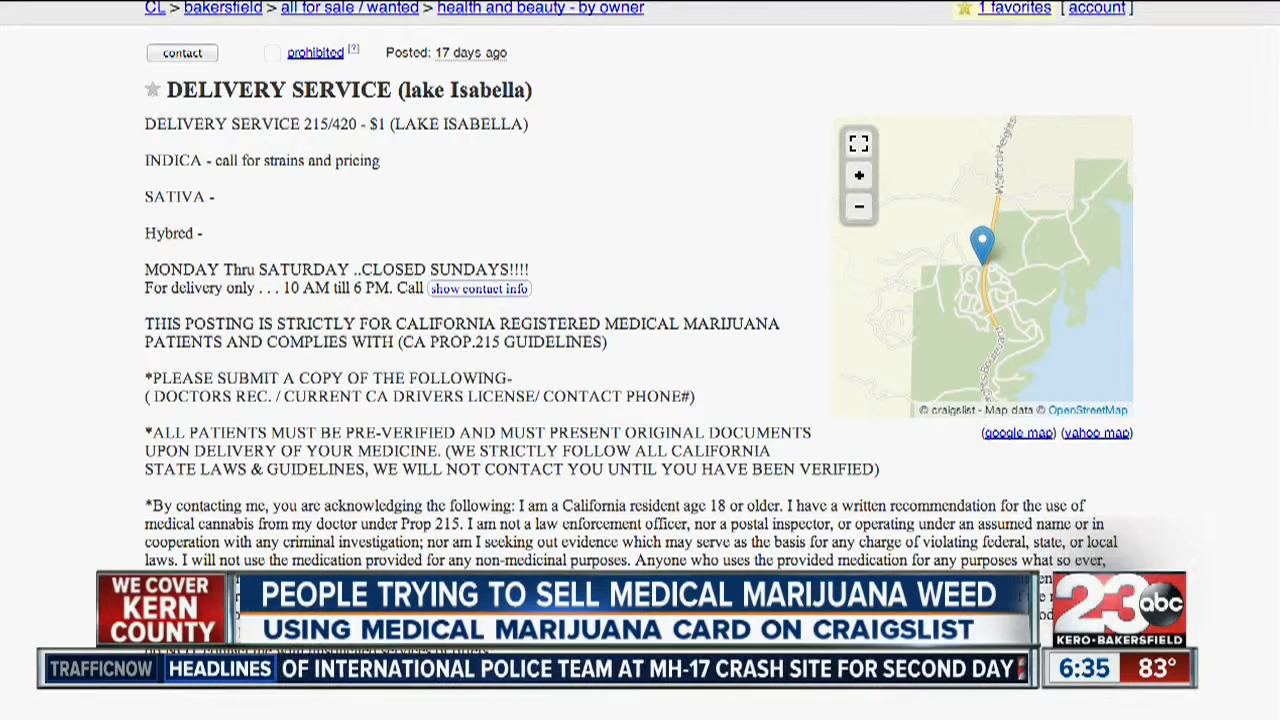 CL > bakersfield > all for sale / wanted > health and beauty - by owner
1 favorites [ account ]
contact
prohibited [?]
Posted: 17 days ago
DELIVERY SERVICE (lake Isabella)
DELIVERY SERVICE 215/420 - $1 (LAKE ISABELLA)
INDICA - call for strains and pricing
SATIVA -
Hybred -
MONDAY Thru SATURDAY ..CLOSED SUNDAYS!!!!
For delivery only . . . 10 AM till 6 PM. Call show contact info
THIS POSTING IS STRICTLY FOR CALIFORNIA REGISTERED MEDICAL MARIJUANA
PATIENTS AND COMPLIES WITH (CA PROP.215 GUIDELINES)
*PLEASE SUBMIT A COPY OF THE FOLLOWING-
( DOCTORS REC. / CURRENT CA DRIVERS LICENSE/ CONTACT PHONE#)
*ALL PATIENTS MUST BE PRE-VERIFIED AND MUST PRESENT ORIGINAL DOCUMENTS
UPON DELIVERY OF YOUR MEDICINE. (WE STRICTLY FOLLOW ALL CALIFORNIA
STATE LAWS & GUIDELINES, WE WILL NOT CONTACT YOU UNTIL YOU HAVE BEEN VERIFIED)
*By contacting me, you are acknowledging the following: I am a California resident age 18 or older. I have a written recommendation for the use of
medical cannabis from my doctor under Prop 215. I am not a law enforcement officer, nor a postal inspector, or operating under an assumed name or in
cooperation with any criminal investigation; nor am I seeking out evidence which may serve as the basis for any charge of violating federal, state, or local
laws. I will not use the medication provided for any non-medicinal purposes. Anyone who uses the provided medication for any purposes what so ever,
+
-
Wofford Heights
© craigslist - Map data © OpenStreetMap
(google map) (yahoo map)
WE COVER
KERN
COUNTY
PEOPLE TRYING TO SELL MEDICAL MARIJUANA WEED
USING MEDICAL MARIJUANA CARD ON CRAIGSLIST
23 abc
KERO·BAKERSFIELD
TRAFFICNOW HEADLINES OF INTERNATIONAL POLICE TEAM AT MH-17 CRASH SITE FOR SECOND DAY
6:35 83°